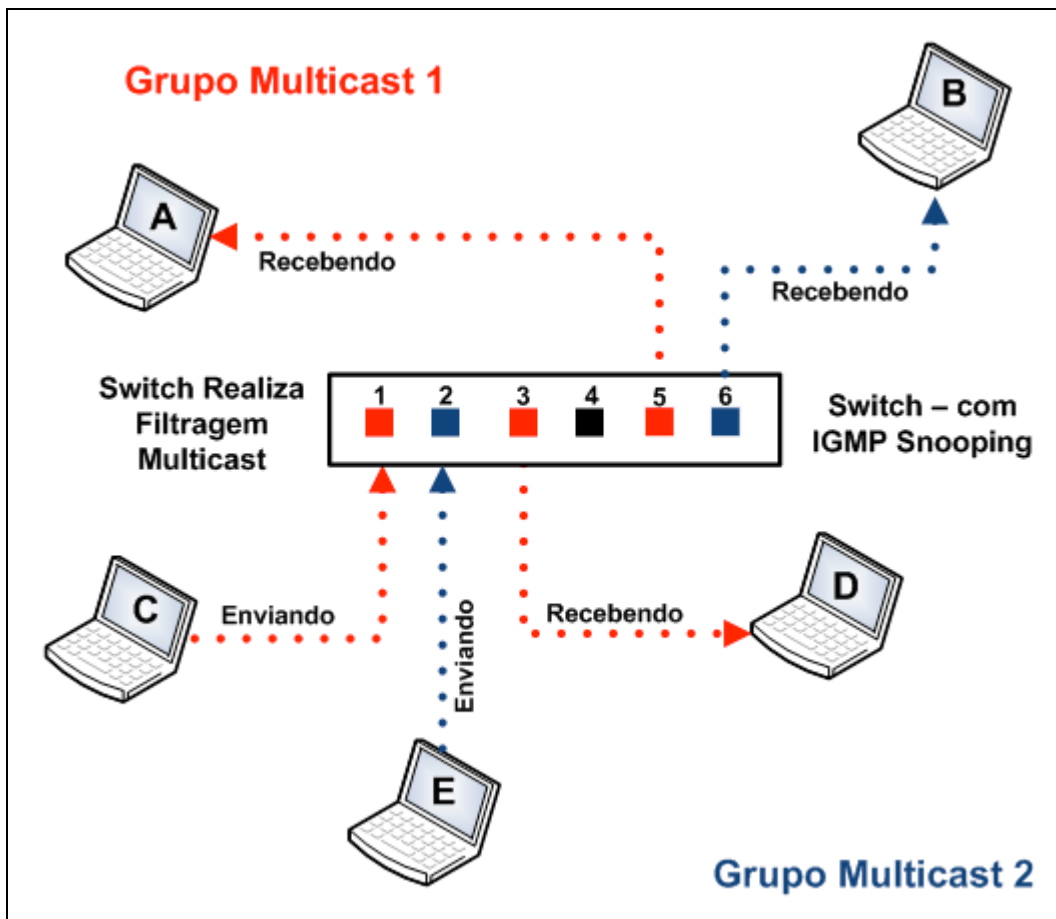 Grupo Multicast 1
B
A
Recebendo
Recebendo
Switch Realiza
Filtragem
Multicast
1 2 3 4 5 6
Switch – com
IGMP Snooping
C
Enviando
Enviando
Recebendo
D
E
Grupo Multicast 2